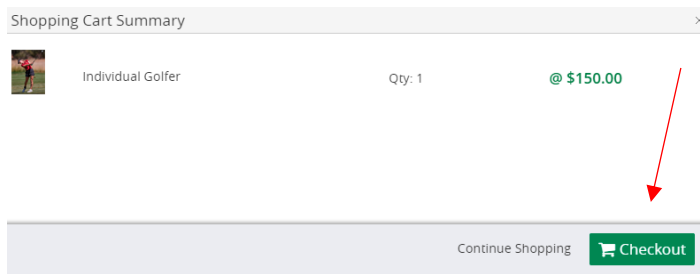 Shopping Cart Summary
Individual Golfer Qty: 1 @ $150.00
Continue Shopping Checkout